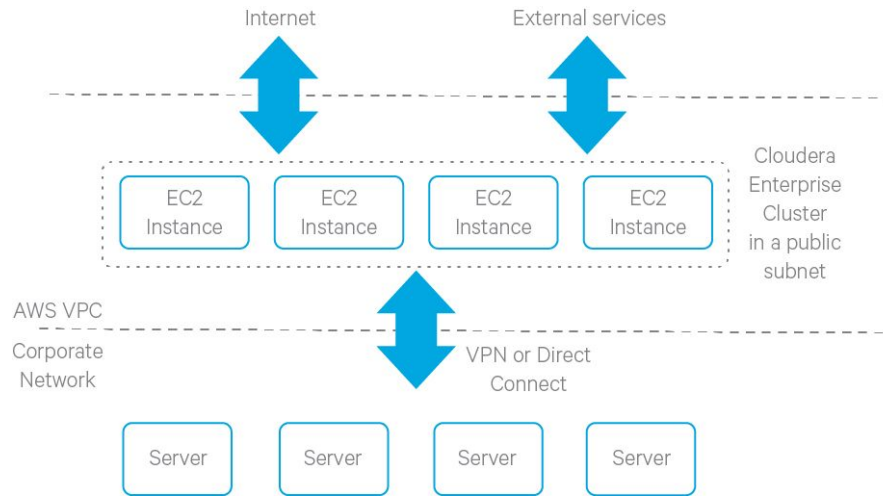 Internet
External services
EC2
Instance
EC2
Instance
EC2
Instance
EC2
Instance
Cloudera
Enterprise
Cluster
in a public
subnet
AWS VPC
Corporate
Network
VPN or Direct
Connect
Server
Server
Server
Server